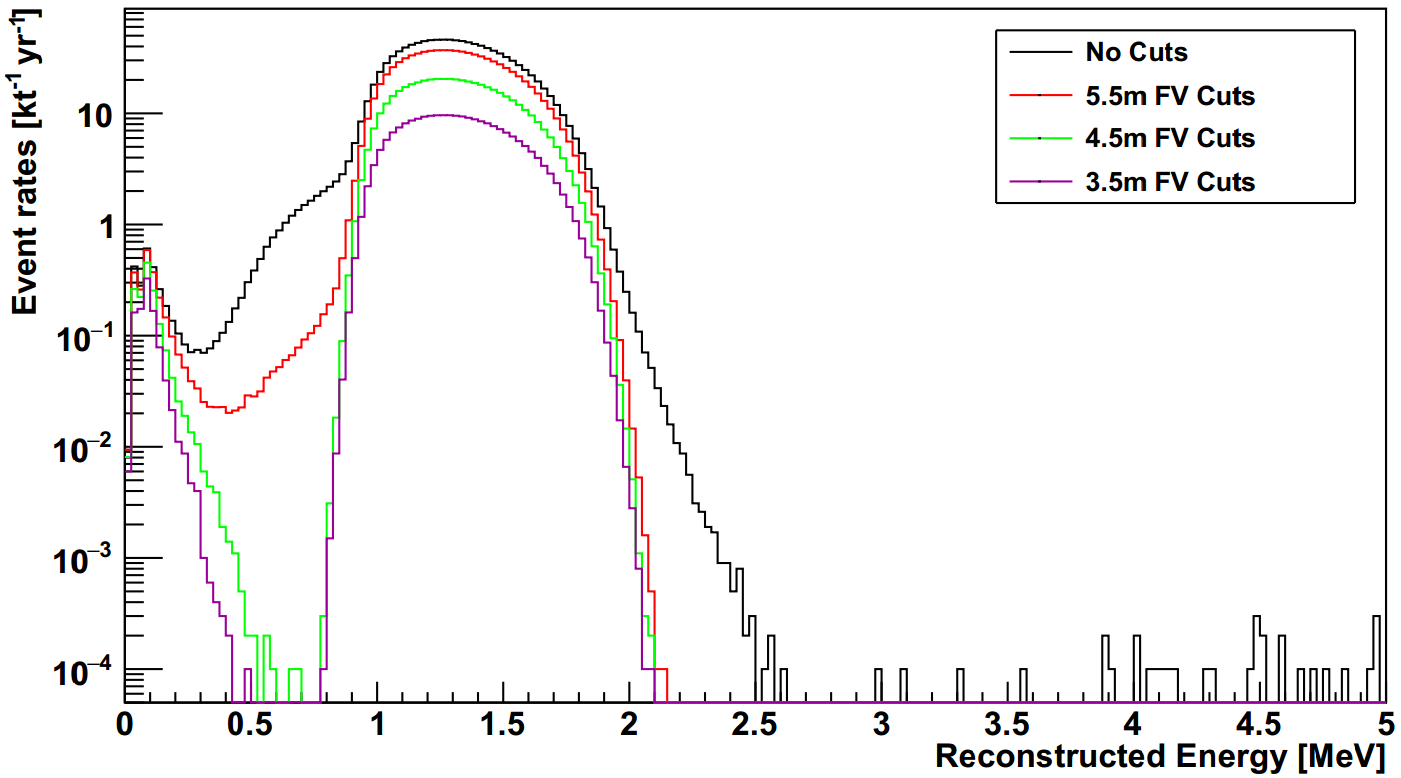 Event rates [kt⁻¹ yr⁻¹]
10
1
10⁻¹
10⁻²
10⁻³
10⁻⁴
No Cuts
5.5m FV Cuts
4.5m FV Cuts
3.5m FV Cuts
0 0.5 1 1.5 2 2.5 3 3.5 4 4.5 5
Reconstructed Energy [MeV]